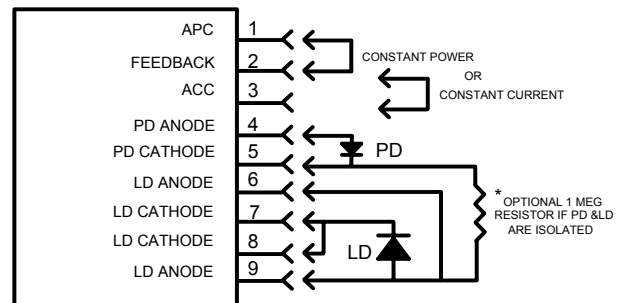 APC 1
FEEDBACK 2
ACC 3
PD ANODE 4
PD CATHODE 5
LD ANODE 6
LD CATHODE 7
LD CATHODE 8
LD ANODE 9
CONSTANT POWER
OR
CONSTANT CURRENT
PD
LD
* OPTIONAL 1 MEG
RESISTOR IF PD &LD
ARE ISOLATED